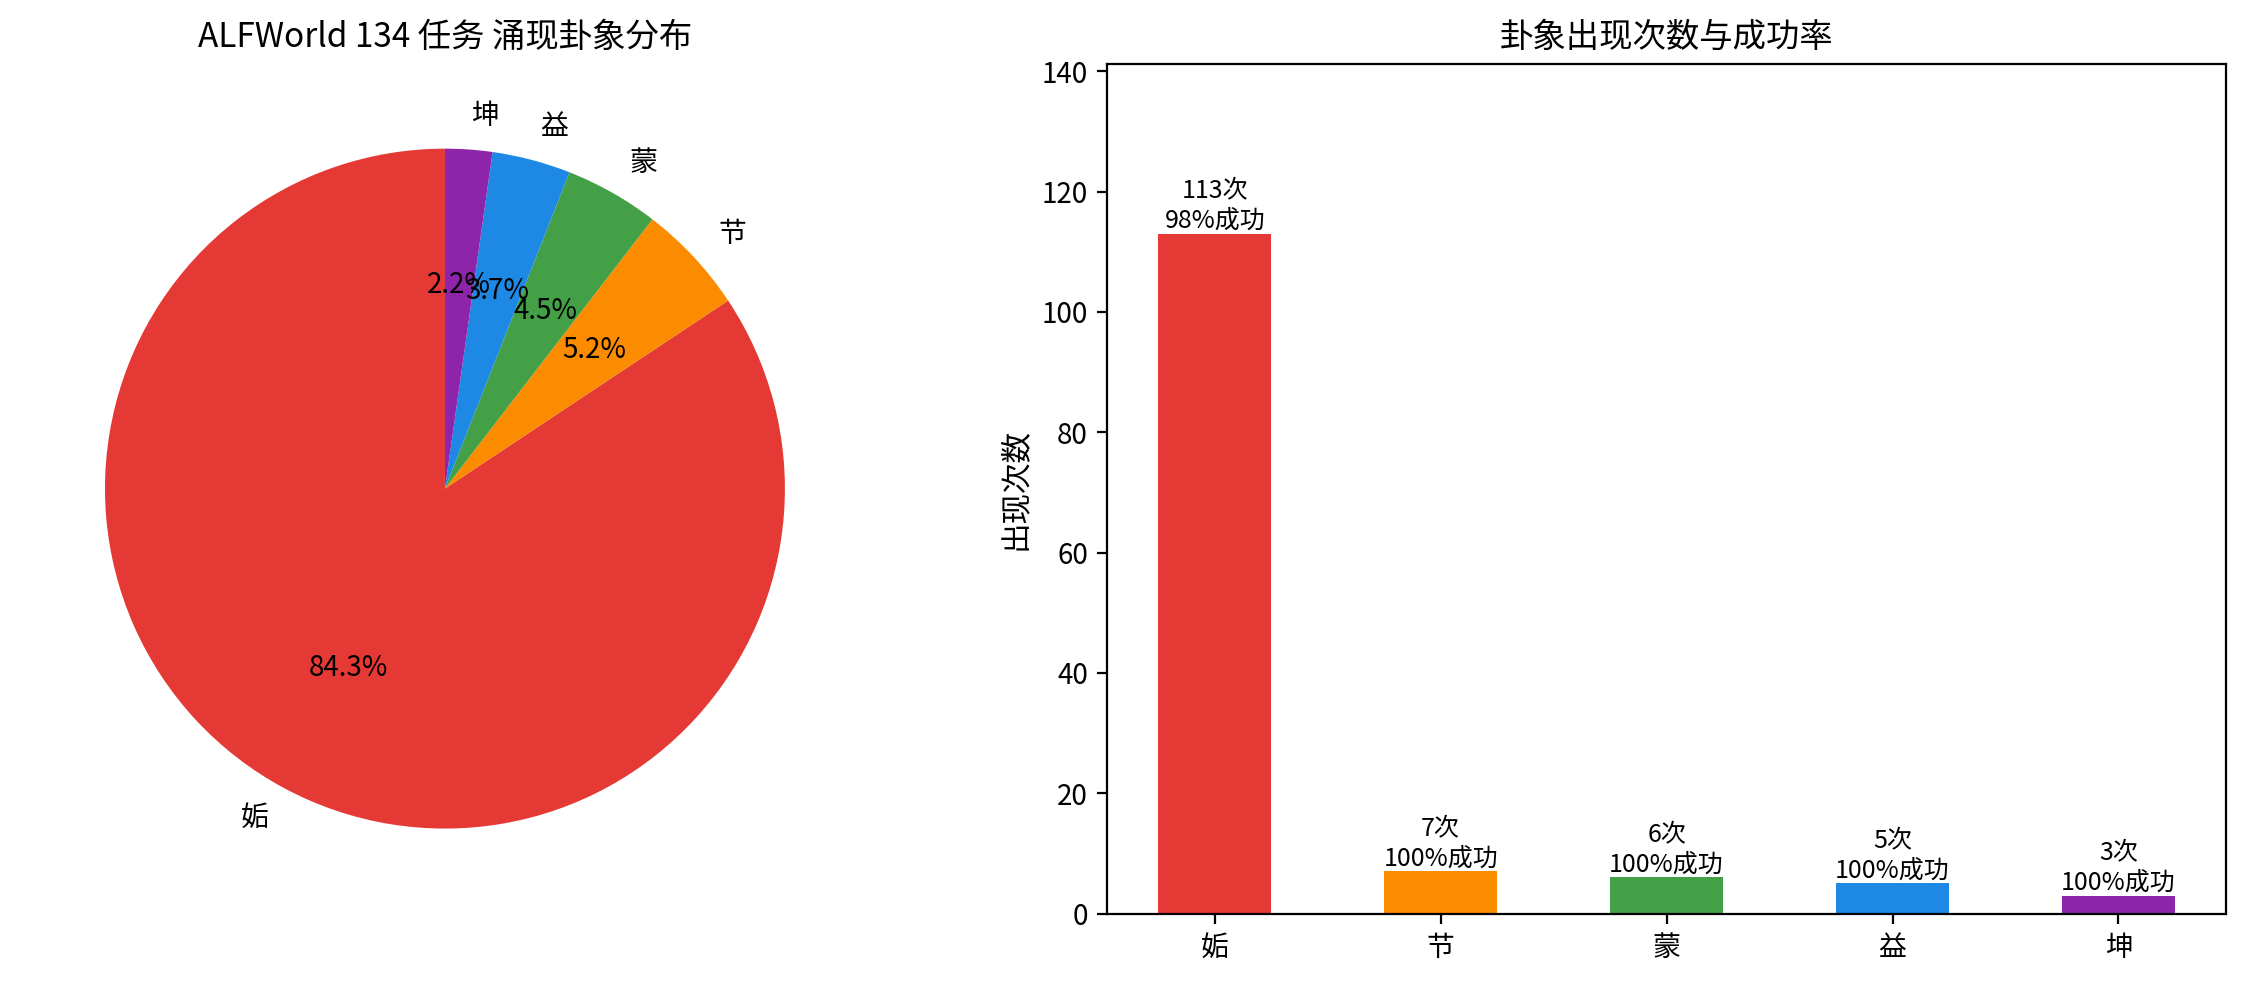 ALFWorld 134 任务 涌现卦象分布
坤
益
蒙
节
2.2%
3.7%
4.5%
5.2%
84.3%
姤
卦象出现次数与成功率
出现次数
140
120
100
80
60
40
20
0
113次
98%成功
7次
100%成功
6次
100%成功
5次
100%成功
3次
100%成功
姤
节
蒙
益
坤